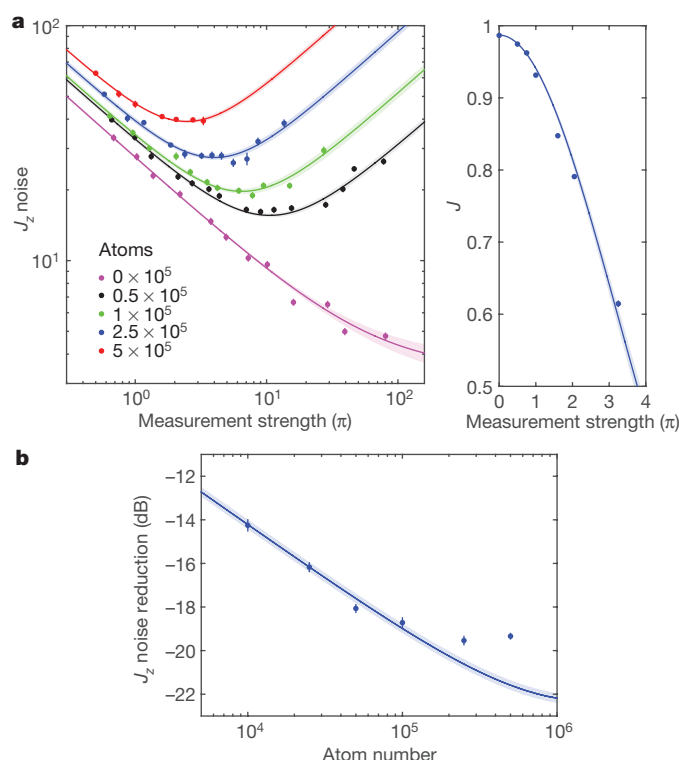 a
10²
10¹
J_z noise
Atoms
0 × 10⁵
0.5 × 10⁵
1 × 10⁵
2.5 × 10⁵
5 × 10⁵
10⁰ 10¹ 10²
Measurement strength (π)
1
0.9
0.8
0.7
0.6
0.5
J
0 1 2 3 4
Measurement strength (π)
b
−12
−14
−16
−18
−20
−22
J_z noise reduction (dB)
10⁴ 10⁵ 10⁶
Atom number